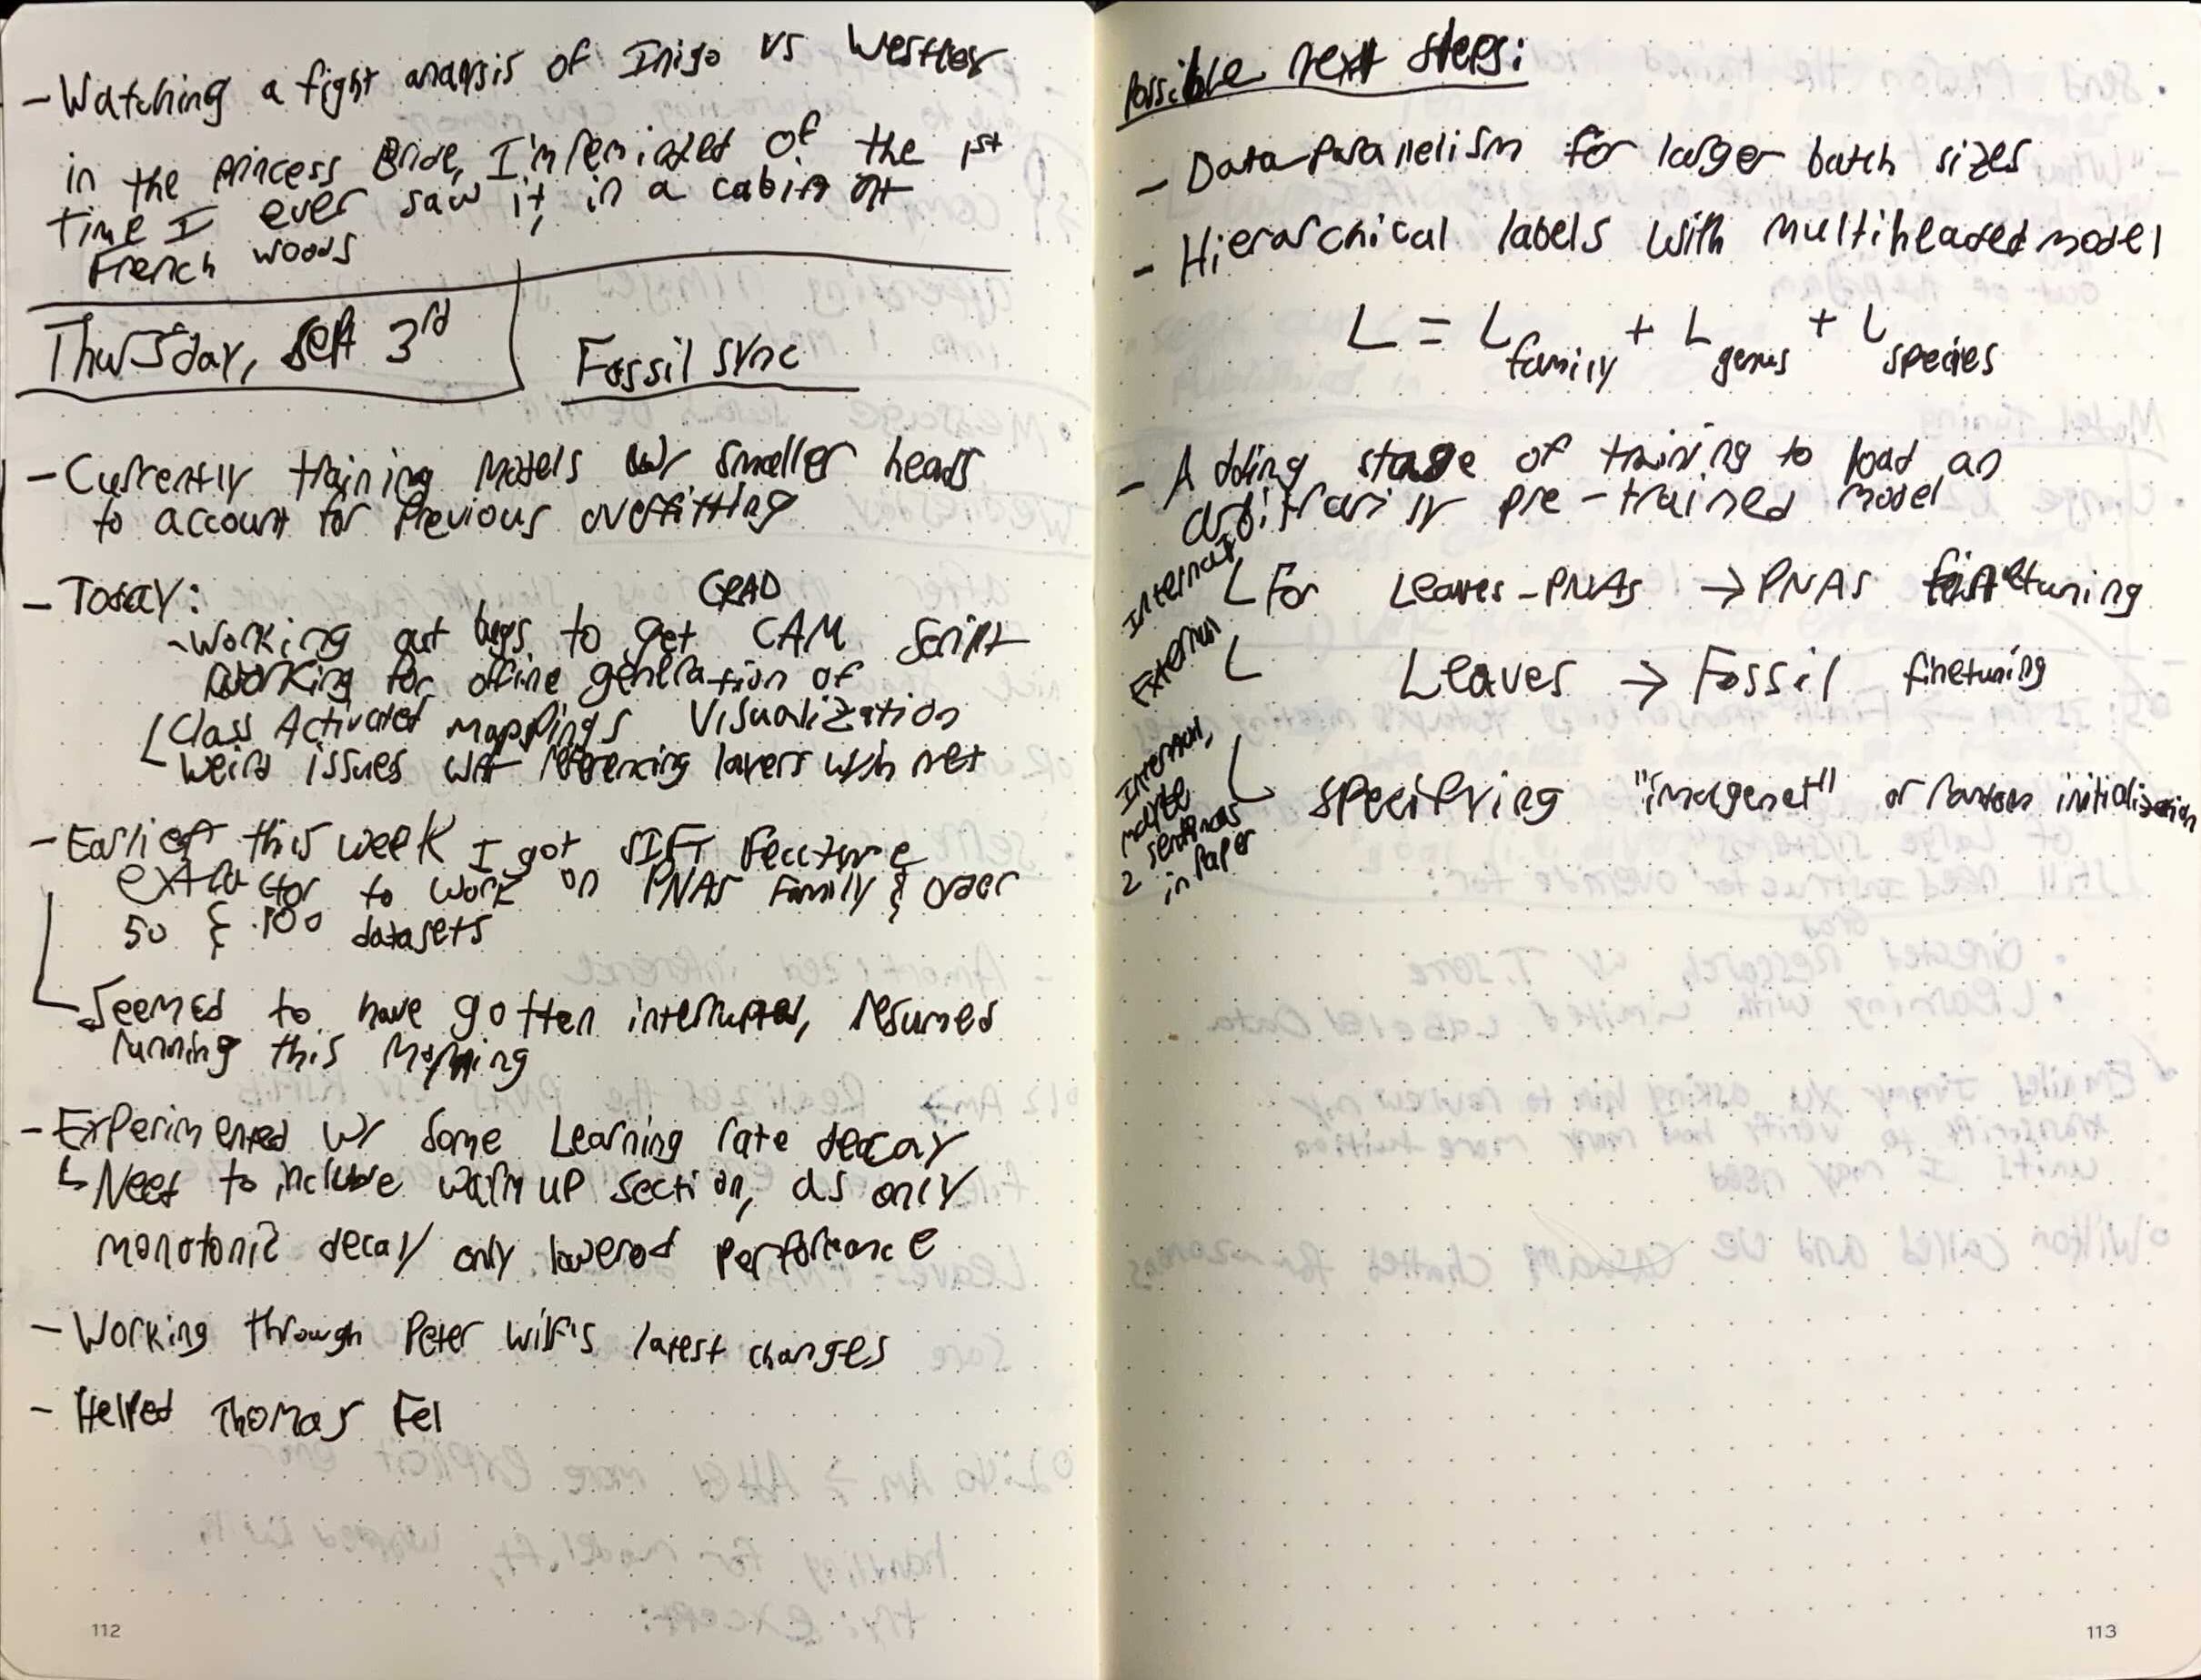 - Watching a fight analysis of Inigo vs Westley
in the Princess Bride, I'm reminded of the 1st
time I ever saw it, in a cabin at
French Woods
Thursday, Sept 3rd
Fossil sync
- Currently training models w/ smaller heads
to account for previous overfitting
- Today:
- Working out bugs to get GRAD CAM script
working for offline generation of
Class Activated Mappings Visualization
Weird issues wrt referencing layers with net
- Earlier this week I got SIFT feature
extractor to work on PNAS family & order
50 & 100 datasets
Seemed to have gotten interrupted, resumed
running this morning
- Experimented w/ some Learning rate decay
↳ Need to include warm up section, as only
monotonic decay only lowered performance
- Working through Peter Wilf's latest changes
- Helped Thomas Fel
112
Possible next steps:
- Data parallelism for larger batch sizes
- Hierarchical labels with multiheaded model
L = L family + L genus + L species
- Adding stage of training to load an
arbitrarily pre-trained model
Internal
For Leaves-PNAS → PNAS finetuning
External
Leaves → Fossil finetuning
Internal,
maybe
2 sentences
in Paper
specifying "imagenet" or random initialization
113